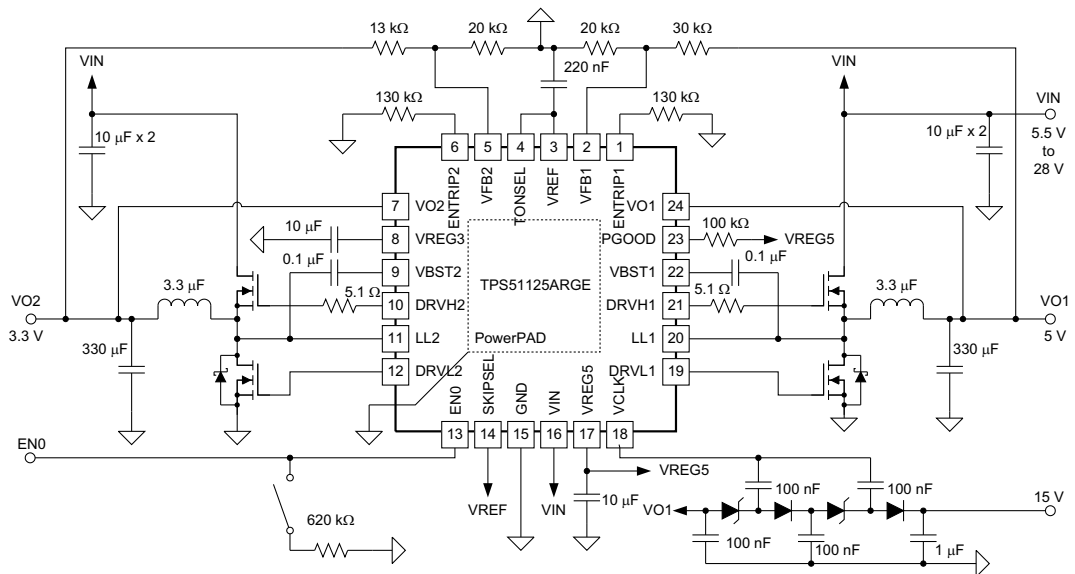 13 kΩ
20 kΩ
20 kΩ
30 kΩ
VIN
220 nF
VIN
130 kΩ
130 kΩ
VIN
10 μF x 2
10 μF x 2
5.5 V
to
28 V
6
5
4
3
2
1
ENTRIP2
VFB2
TONSEL
VREF
VFB1
ENTRIP1
7
VO2
VO1
24
10 μF
8
VREG3
PGOOD
23
100 kΩ
VREG5
0.1 μF
9
VBST2
TPS51125ARGE
VBST1
22
0.1 μF
3.3 μF
5.1 Ω
10
DRVH2
DRVH1
21
5.1 Ω
3.3 μF
VO2
3.3 V
VO1
5 V
330 μF
11
LL2
PowerPAD
LL1
20
330 μF
12
DRVL2
DRVL1
19
EN0
SKIPSEL
GND
VIN
VREG5
VCLK
13
14
15
16
17
18
EN0
VREG5
VREF
VIN
10 μF
100 nF
100 nF
15 V
VO1
620 kΩ
100 nF
100 nF
1 μF